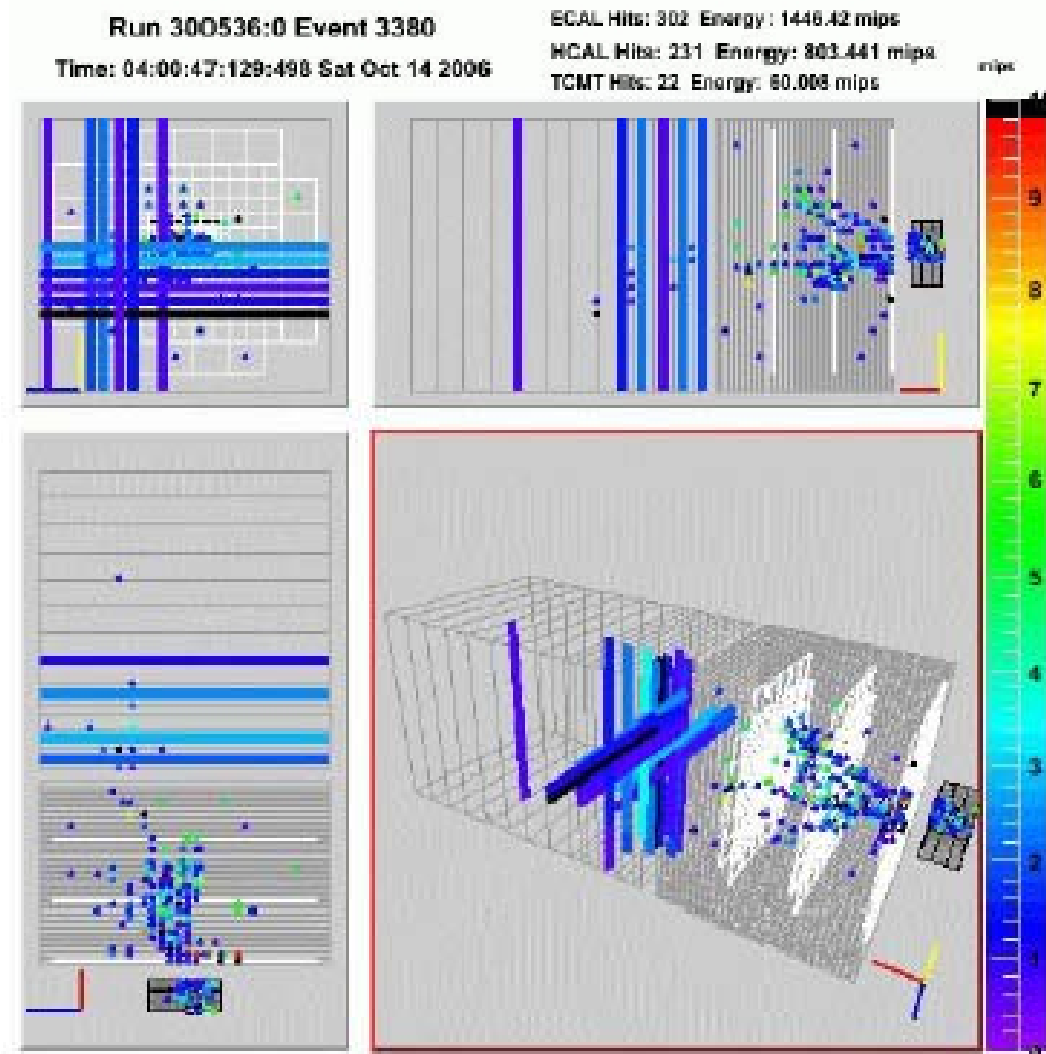 Run 300536:0 Event 3380
Time: 04:00:47:129:498 Sat Oct 14 2006
ECAL Hits: 302 Energy: 1446.42 mips
HCAL Hits: 231 Energy: 803.441 mips
TCMT Hits: 22 Energy: 60.008 mips
mips
9
8
7
6
5
4
3
2
1